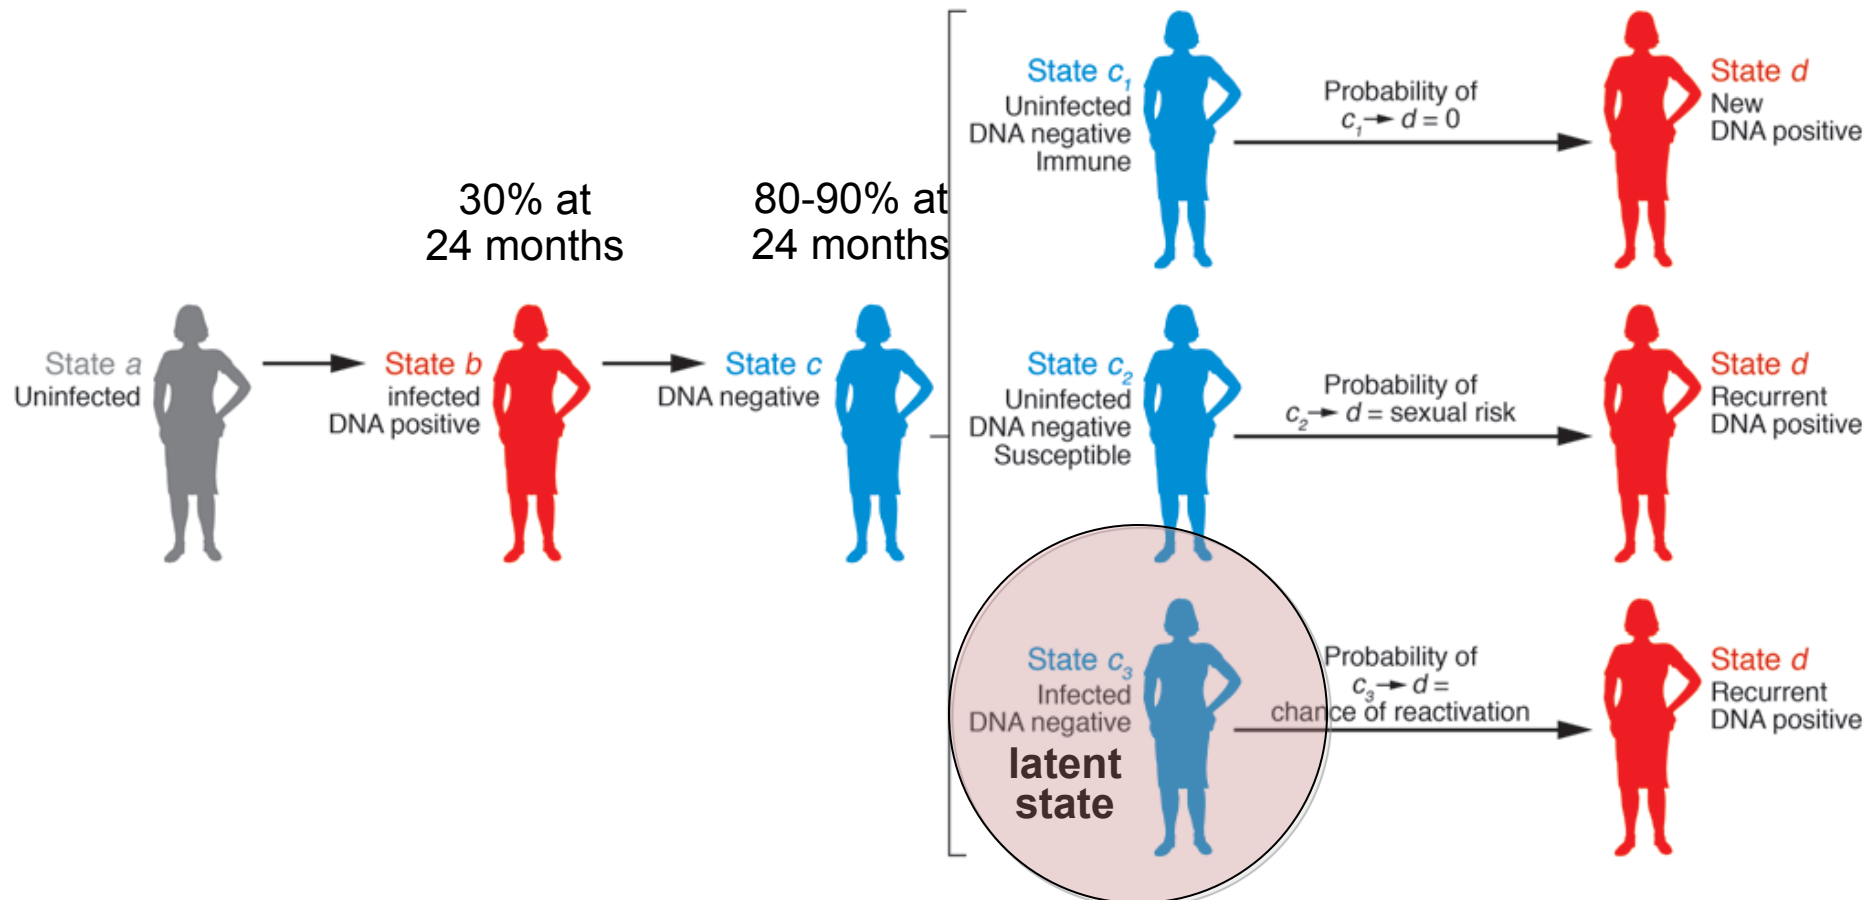 State a
Uninfected
30% at
24 months
State b
infected
DNA positive
80-90% at
24 months
State c
DNA negative
State c1
Uninfected
DNA negative
Immune
Probability of
c1→ d = 0
State d
New
DNA positive
State c2
Uninfected
DNA negative
Susceptible
Probability of
c2→ d = sexual risk
State d
Recurrent
DNA positive
State c3
Infected
DNA negative
latent
state
Probability of
c3→ d =
chance of reactivation
State d
Recurrent
DNA positive